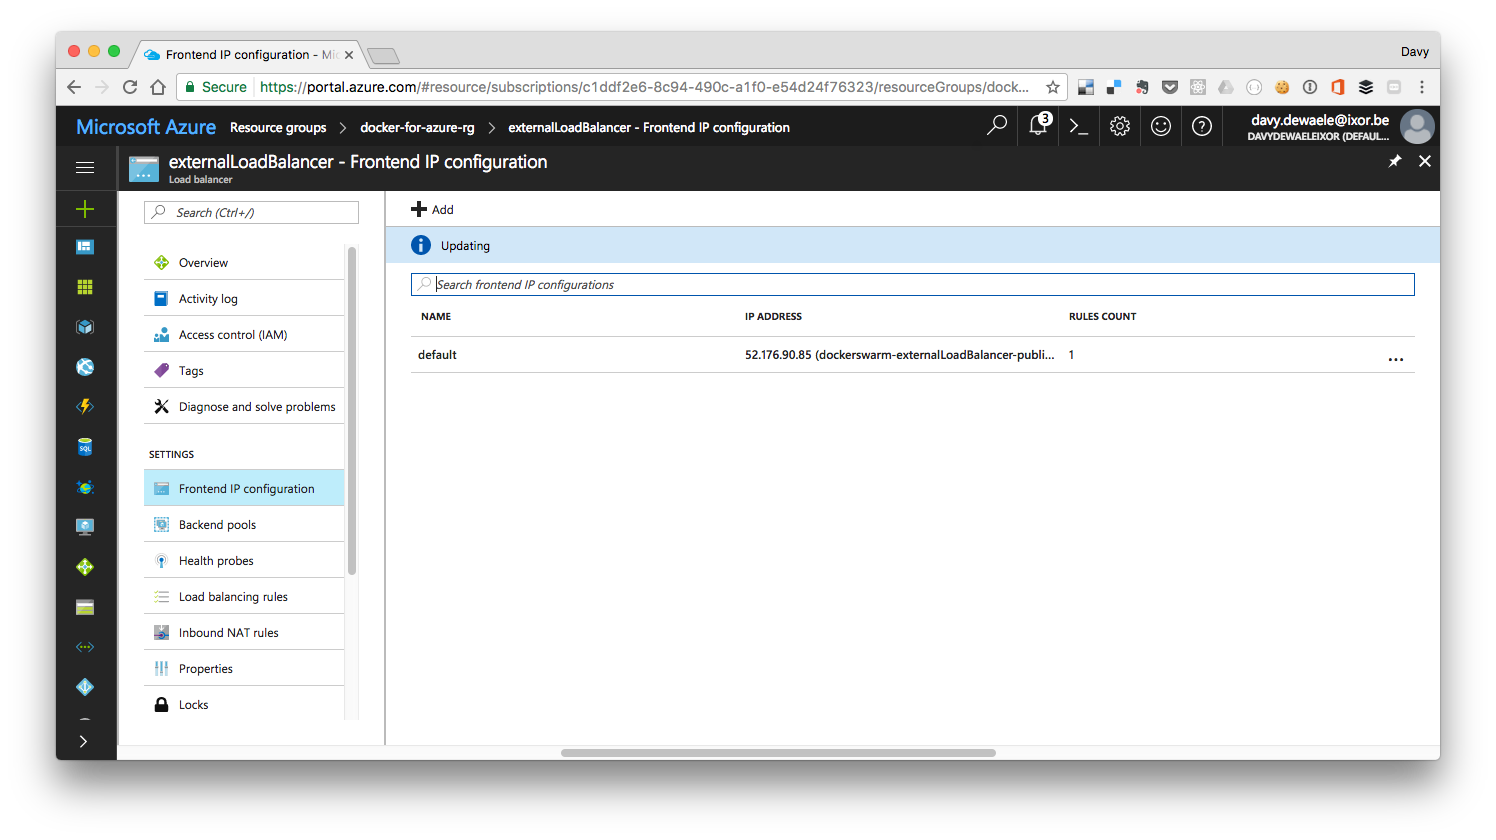 Frontend IP configuration - Mic
Davy
Secure
https://portal.azure.com/#resource/subscriptions/c1ddf2e6-8c94-490c-a1f0-e54d24f76323/resourceGroups/dock...
Microsoft Azure Resource groups > docker-for-azure-rg > externalLoadBalancer - Frontend IP configuration
3
davy.dewaele@ixor.be
DAVYDEWAELEIXOR (DEFAUL...
externalLoadBalancer - Frontend IP configuration
Load balancer
Search (Ctrl+/)
Overview
Activity log
Access control (IAM)
Tags
Diagnose and solve problems
SETTINGS
Frontend IP configuration
Backend pools
Health probes
Load balancing rules
Inbound NAT rules
Properties
Locks
SQL
Add
Updating
Search frontend IP configurations
NAME IP ADDRESS RULES COUNT
default 52.176.90.85 (dockerswarm-externalLoadBalancer-publi... 1 ...